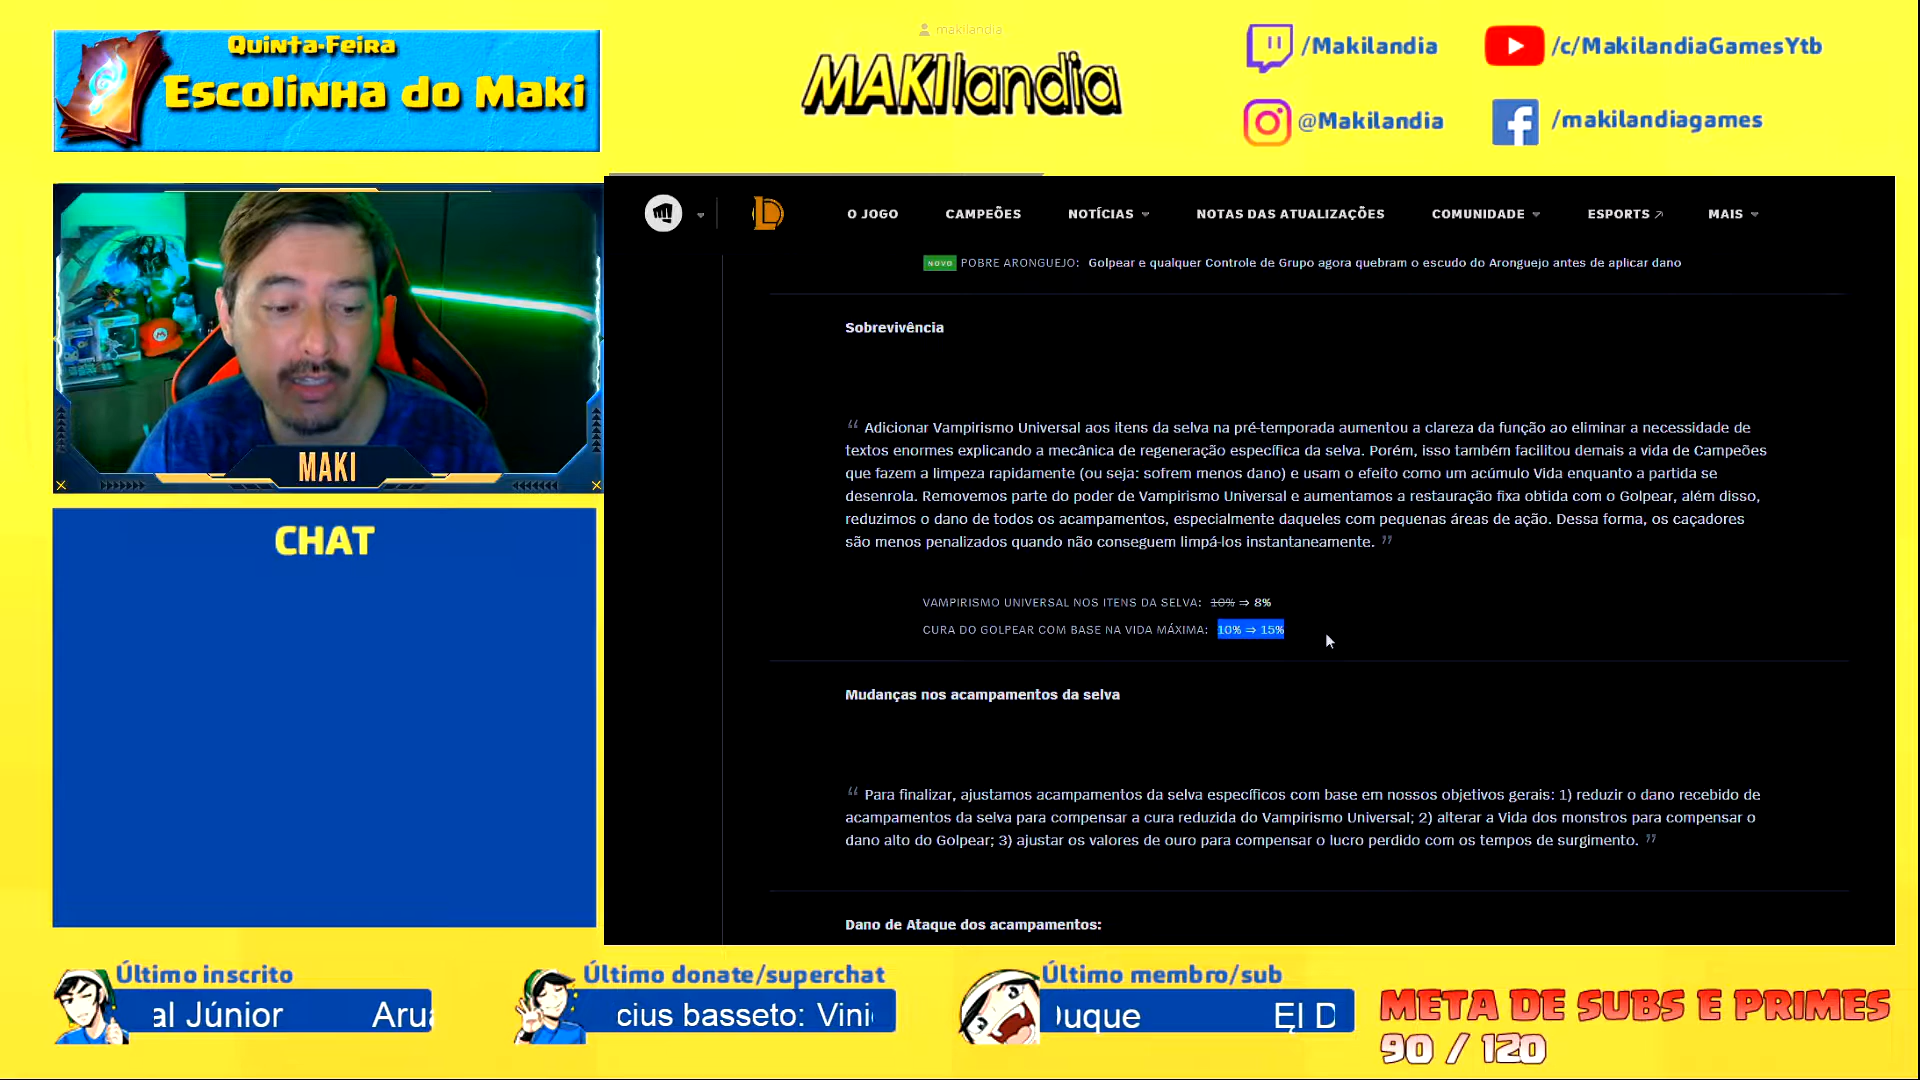 Quinta-Feira
Escolinha do Maki
makilandia
MAKIlandia
/Makilandia
/c/MakilandiaGamesYtb
@Makilandia
/makilandiagames
MAKI
CHAT
O JOGO
CAMPEÕES
NOTÍCIAS
NOTAS DAS ATUALIZAÇÕES
COMUNIDADE
ESPORTS
MAIS
NOVO POBRE ARONGUEJO: Golpear e qualquer Controle de Grupo agora quebram o escudo do Aronguejo antes de aplicar dano
Sobrevivência
“ Adicionar Vampirismo Universal aos itens da selva na pré-temporada aumentou a clareza da função ao eliminar a necessidade de
textos enormes explicando a mecânica de regeneração específica da selva. Porém, isso também facilitou demais a vida de Campeões
que fazem a limpeza rapidamente (ou seja: sofrem menos dano) e usam o efeito como um acúmulo Vida enquanto a partida se
desenrola. Removemos parte do poder de Vampirismo Universal e aumentamos a restauração fixa obtida com o Golpear, além disso,
reduzimos o dano de todos os acampamentos, especialmente daqueles com pequenas áreas de ação. Dessa forma, os caçadores
são menos penalizados quando não conseguem limpá-los instantaneamente. ”
VAMPIRISMO UNIVERSAL NOS ITENS DA SELVA: 10% ⇒ 8%
CURA DO GOLPEAR COM BASE NA VIDA MÁXIMA: 10% ⇒ 15%
Mudanças nos acampamentos da selva
“ Para finalizar, ajustamos acampamentos da selva específicos com base em nossos objetivos gerais: 1) reduzir o dano recebido de
acampamentos da selva para compensar a cura reduzida do Vampirismo Universal; 2) alterar a Vida dos monstros para compensar o
dano alto do Golpear; 3) ajustar os valores de ouro para compensar o lucro perdido com os tempos de surgimento. ”
Dano de Ataque dos acampamentos:
Último inscrito
al Júnior
Último donate/superchat
cius basseto: Vini
Último membro/sub
uque
El D
META DE SUBS E PRIMES
90 / 120